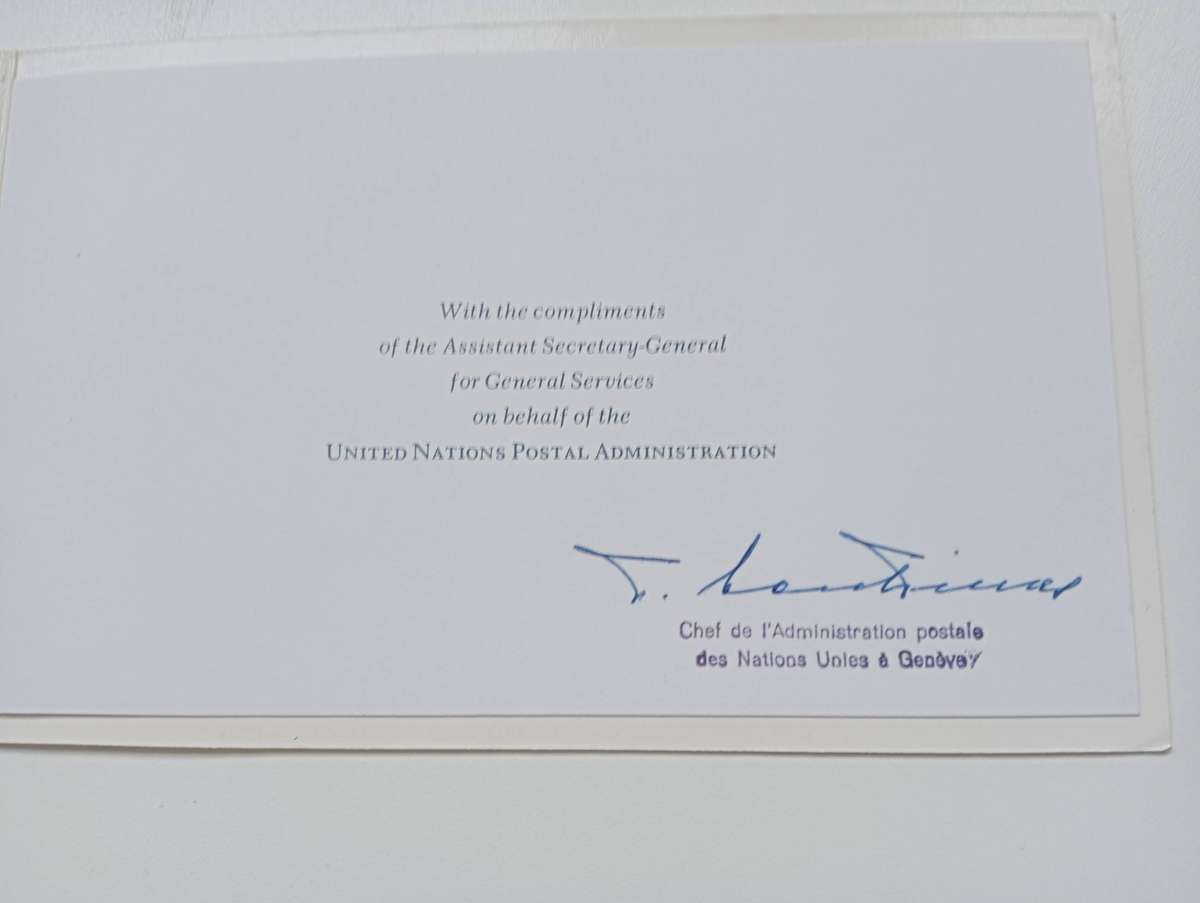 With the compliments
of the Assistant Secretary-General
for General Services
on behalf of the
UNITED NATIONS POSTAL ADMINISTRATION
Chef de l'Administration postale
des Nations Unies à Genève